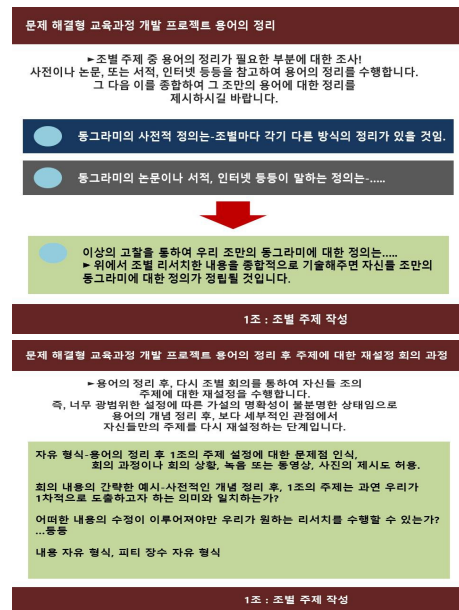 문제 해결형 교육과정 개발 프로젝트 용어의 정리
►조별 주제 중 용어의 정리가 필요한 부분에 대한 조사!
사전이나 논문, 또는 서적, 인터넷 등등을 참고하여 용어의 정리를 수행합니다.
그 다음 이를 종합하여 그 조만의 용어에 대한 정리를
제시하시길 바랍니다.
동그라미의 사전적 정의는-조별마다 각기 다른 방식의 정리가 있을 것임.
동그라미의 논문이나 서적, 인터넷 등등이 말하는 정의는-.....
이상의 고찰을 통하여 우리 조만의 동그라미에 대한 정의는.....
► 위에서 조별 리서치한 내용을 종합적으로 기술해주면 자신들 조만의
동그라미에 대한 정의가 정립될 것입니다.
1조 : 조별 주제 작성
문제 해결형 교육과정 개발 프로젝트 용어의 정리 후 주제에 대한 재설정 회의 과정
►용어의 정리 후, 다시 조별 회의를 통하여 자신들 조의
주제에 대한 재설정을 수행합니다.
즉, 너무 광범위한 설정에 따른 가설의 명확성이 불분명한 상태임으로
용어의 개념 정리 후, 보다 세부적인 관점에서
자신들만의 주제를 다시 재설정하는 단계입니다.
자유 형식-용어의 정리 후 1조의 주제 설정에 대한 문제점 인식,
회의 과정이나 회의 상황, 녹음 또는 동영상, 사진의 제시도 허용.
회의 내용의 간략한 예시-사전적인 개념 정리 후, 1조의 주제는 과연 우리가
1차적으로 도출하고자 하는 의미와 일치하는가?
어떠한 내용의 수정이 이루어져야만 우리가 원하는 리서치를 수행할 수 있는가?
...등등
내용 자유 형식, 피티 장수 자유 형식
1조 : 조별 주제 작성